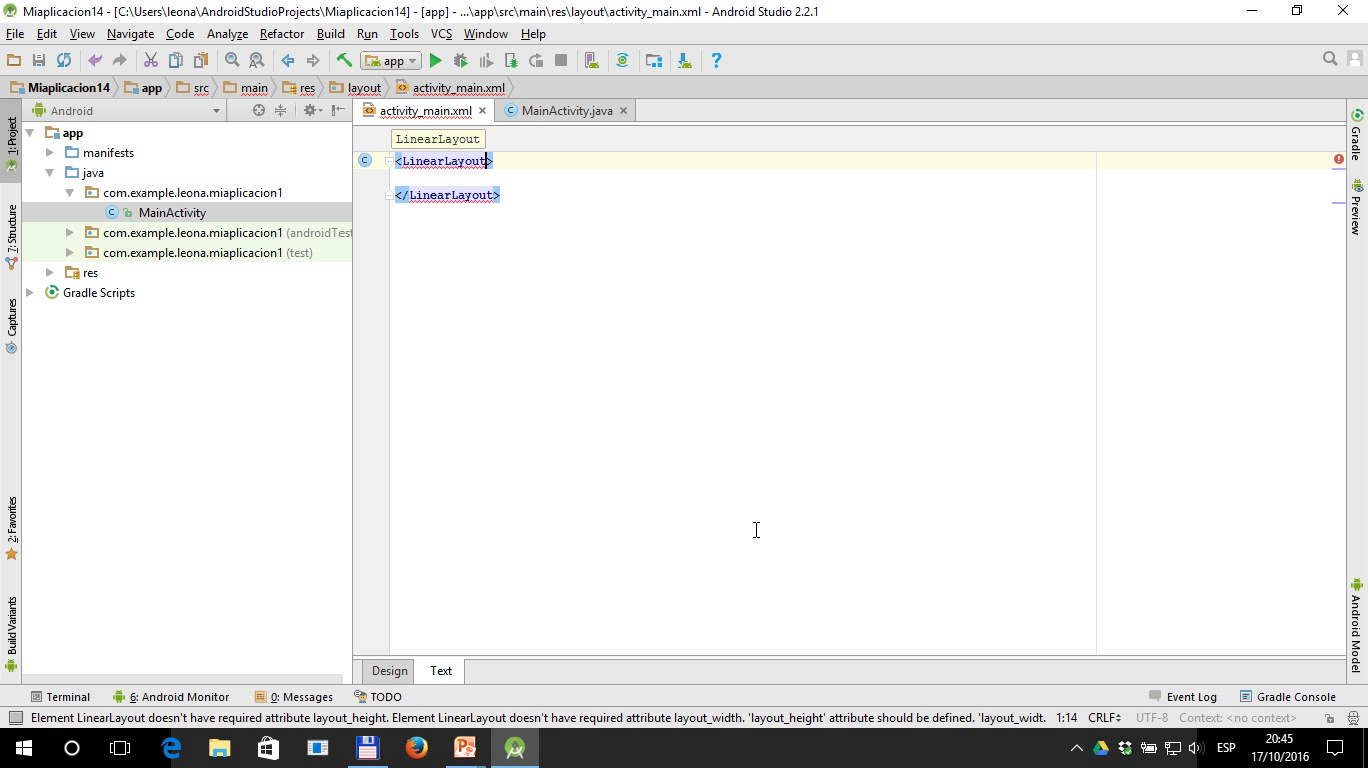 Miaplicacion14 - [C:\Users\leona\AndroidStudioProjects\Miaplicacion14] - [app] - ...\app\src\main\res\layout\activity_main.xml - Android Studio 2.2.1
File Edit View Navigate Code Analyze Refactor Build Run Tools VCS Window Help
app
Miaplicacion14 app src main res layout activity_main.xml
Android
activity_main.xml MainActivity.java
1: Project
7: Structure
Captures
2: Favorites
Build Variants
app
manifests
java
com.example.leona.miaplicacion1
MainActivity
com.example.leona.miaplicacion1 (androidTest
com.example.leona.miaplicacion1 (test)
res
Gradle Scripts
LinearLayout
<LinearLayout>
</LinearLayout>
Gradle
Preview
Android Model
Design Text
Terminal 6: Android Monitor 0: Messages TODO Event Log Gradle Console
Element LinearLayout doesn't have required attribute layout_height. Element LinearLayout doesn't have required attribute layout_width. 'layout_height' attribute should be defined. 'layout_widt. 1:14 CRLF UTF-8 Context: <no context>
ESP
20:45
17/10/2016